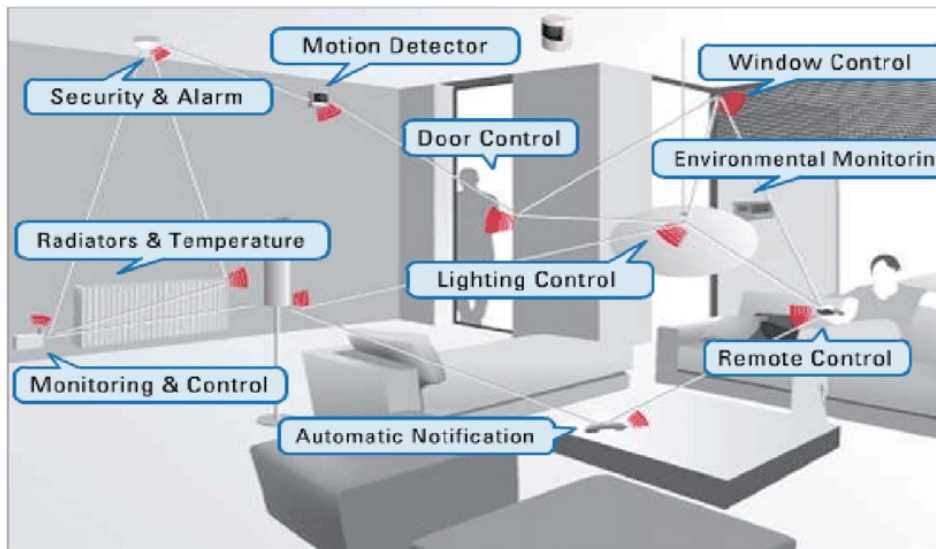 Motion Detector
Window Control
Security & Alarm
Door Control
Environmental Monitorin
Radiators & Temperature
Lighting Control
Remote Control
Monitoring & Control
Automatic Notification